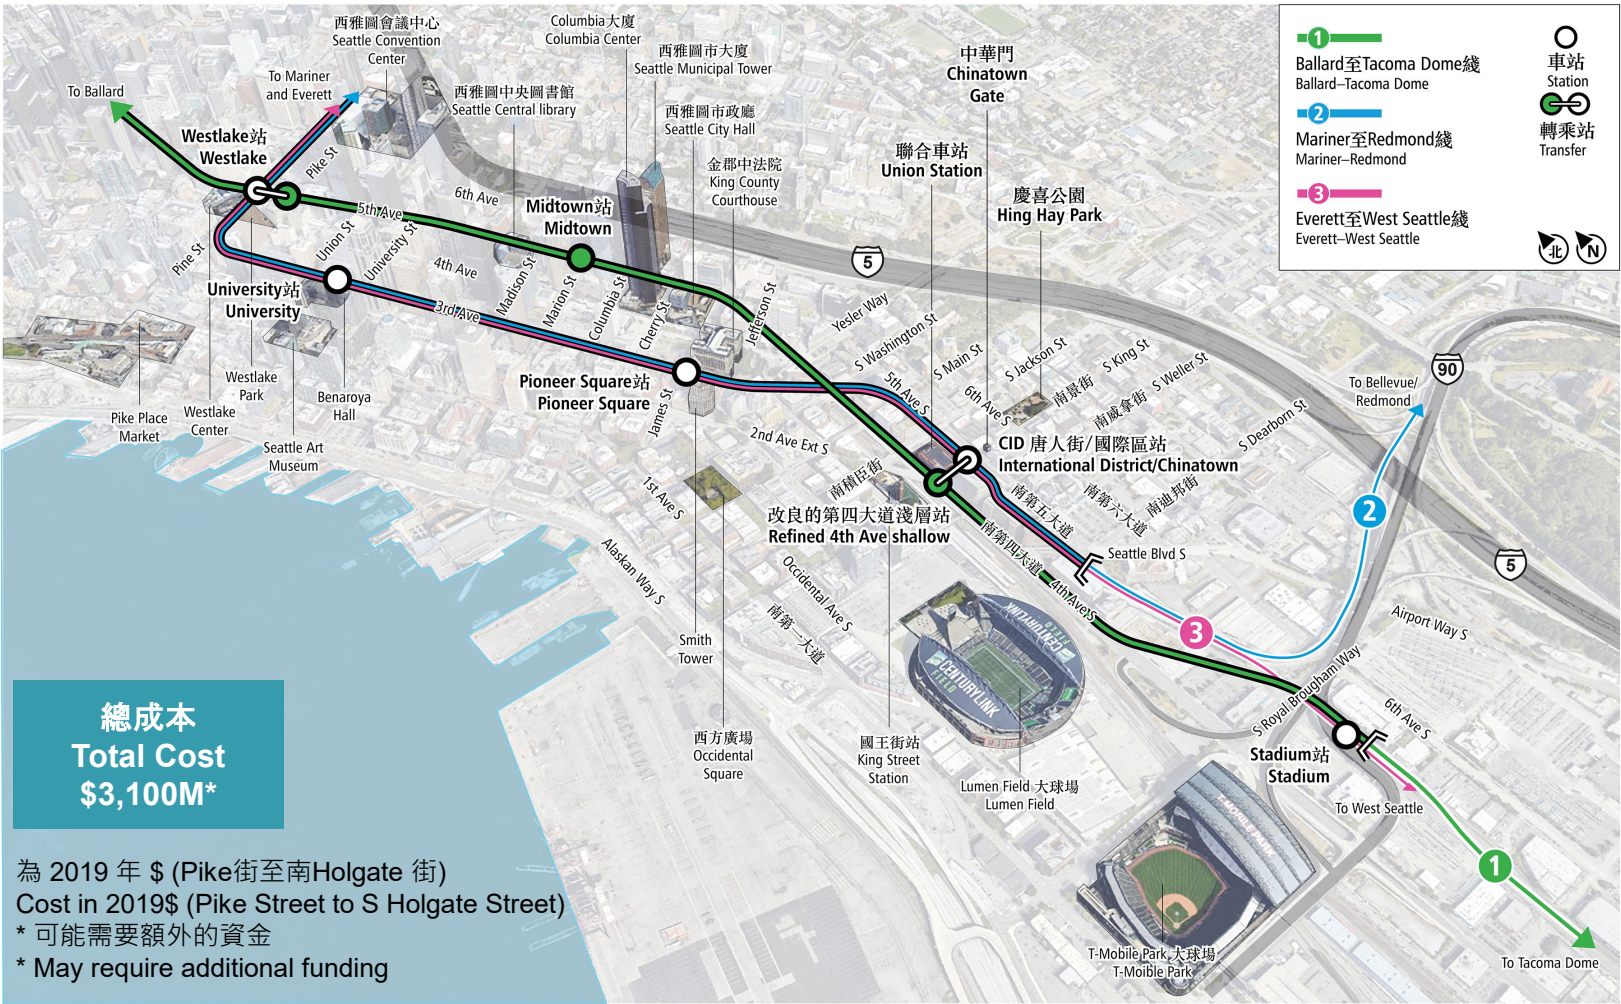 西雅圖會議中心
Seattle Convention
Center
Columbia大廈
Columbia Center
西雅圖市大廈
Seattle Municipal Tower
中華門
Chinatown
Gate
To Ballard
To Mariner
and Everett
西雅圖中央圖書館
Seattle Central library
西雅圖市政廳
Seattle City Hall
金郡中法院
King County
Courthouse
聯合車站
Union Station
慶喜公園
Hing Hay Park
1
Ballard至Tacoma Dome綫
Ballard–Tacoma Dome
2
Mariner至Redmond綫
Mariner–Redmond
3
Everett至West Seattle綫
Everett–West Seattle
車站
Station
轉乘站
Transfer
北
N
Westlake站
Westlake
Pike St
6th Ave
5th Ave
Midtown站
Midtown
Pine St
Union St
University St
4th Ave
Madison St
Marion St
Columbia St
Cherry St
Jefferson St
5
Yesler Way
S Washington St
S Main St
S Jackson St
S King St
S Weller St
University站
University
3rd Ave
Pioneer Square站
Pioneer Square
James St
5th Ave S
6th Ave S
南景街
南威拿街
S Dearborn St
To Bellevue/
Redmond
90
Pike Place
Market
Westlake
Center
Westlake
Park
Seattle Art
Museum
Benaroya
Hall
2nd Ave Ext S
1st Ave S
南積臣街
CID 唐人街/國際區站
International District/Chinatown
改良的第四大道淺層站
Refined 4th Ave shallow
南第五大道
南第六大道
南迪邦街
南第四大道
4th Ave S
Seattle Blvd S
2
5
Alaskan Way S
Occidental Ave S
南第一大道
Smith
Tower
CENTURYLINK
FIELD
CENTURYLINK
FIELD
3
Airport Way S
S Royal Brougham Way
6th Ave S
西方廣場
Occidental
Square
國王街站
King Street
Station
Lumen Field 大球場
Lumen Field
Stadium站
Stadium
To West Seattle
T-MOBILE PARK
1
T-Mobile Park 大球場
T-Moible Park
To Tacoma Dome
總成本
Total Cost
$3,100M*
為 2019 年 $ (Pike街至南Holgate 街)
Cost in 2019$ (Pike Street to S Holgate Street)
* 可能需要額外的資金
* May require additional funding